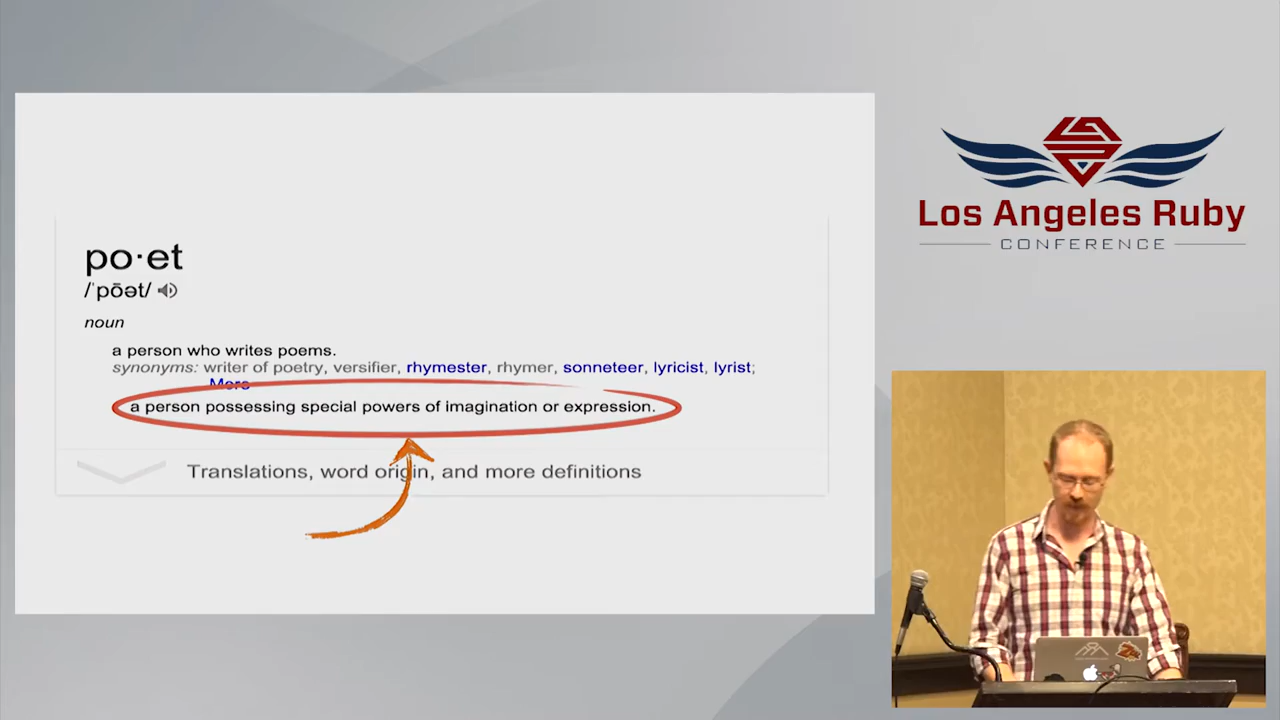 po·et
/ˈpōət/
noun
a person who writes poems.
synonyms: writer of poetry, versifier, rhymester, rhymer, sonneteer, lyricist, lyrist;
More
a person possessing special powers of imagination or expression.
Translations, word origin, and more definitions
Los Angeles Ruby
CONFERENCE